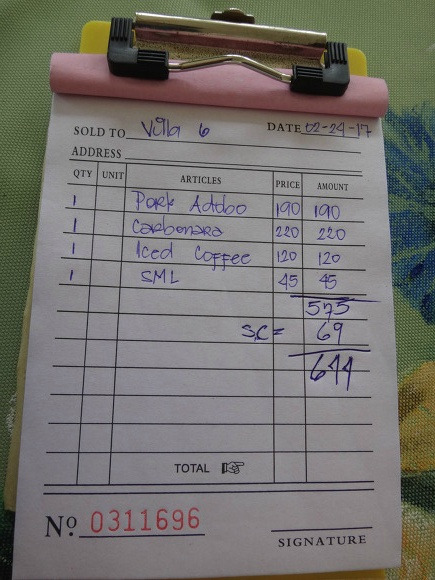 SOLD TO Villa 6 DATE 02-24-17
ADDRESS
QTY UNIT ARTICLES PRICE AMOUNT
1 Pork Adobo 190 190
1 Carbonara 220 220
1 Iced Coffee 120 120
1 SML 45 45
575
S.C = 69
644
TOTAL
No. 0311696
SIGNATURE